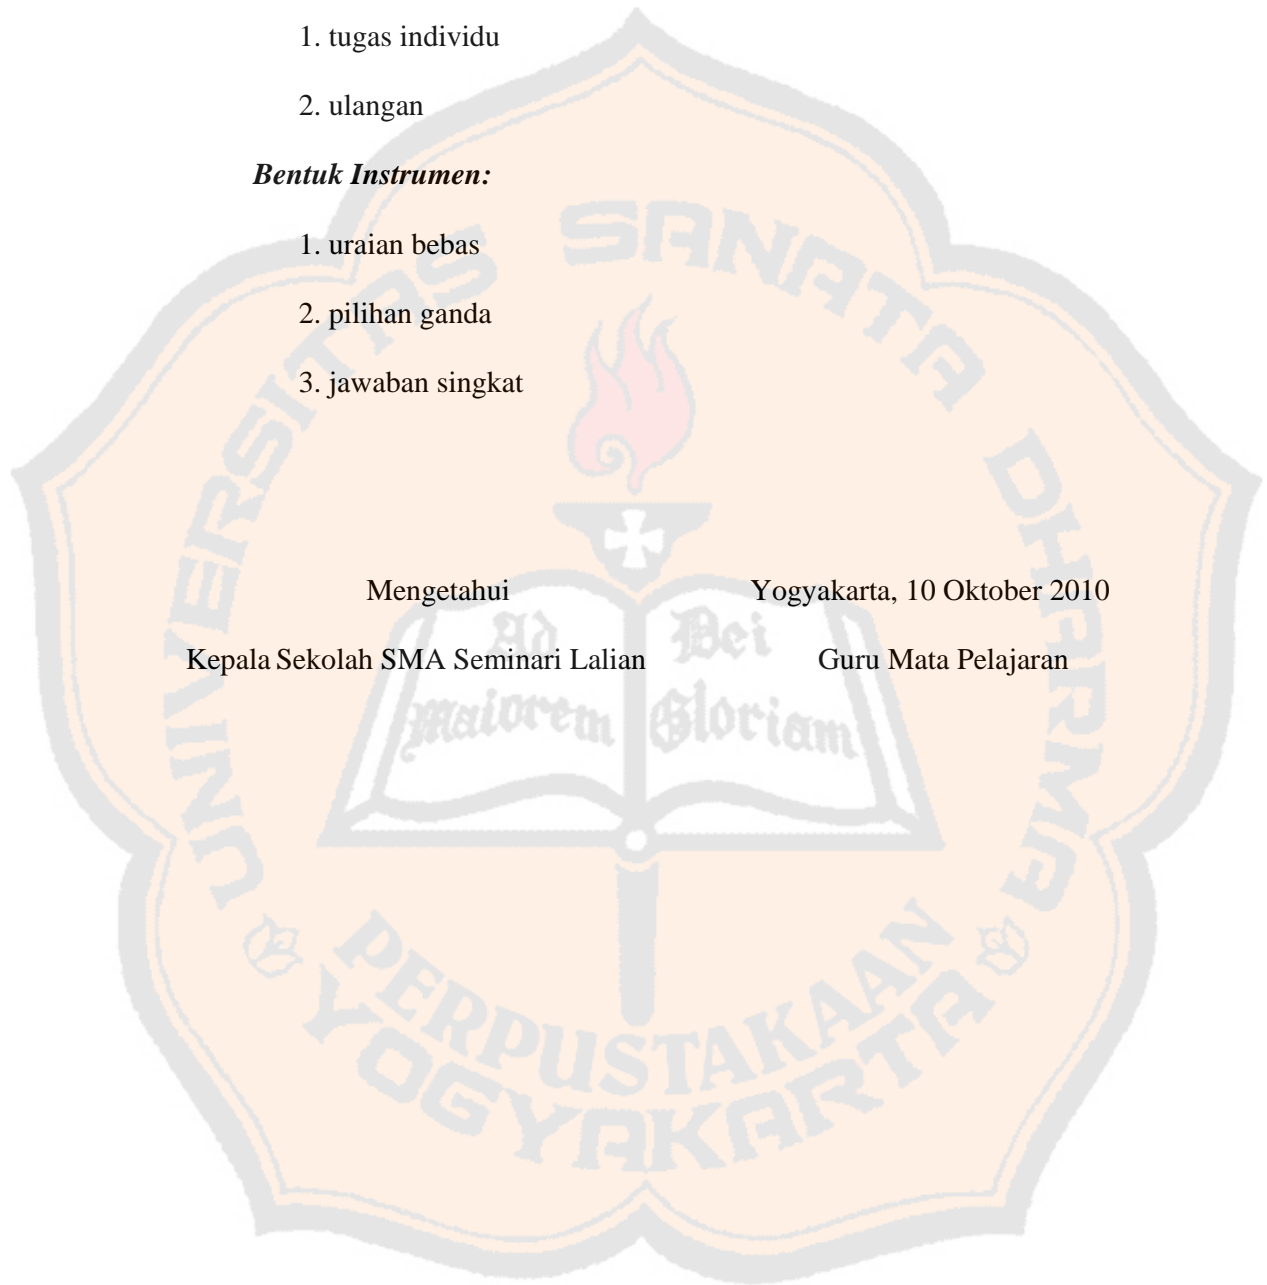 1. tugas individu
2. ulangan
Bentuk Instrumen:
1. uraian bebas
2. pilihan ganda
3. jawaban singkat
Mengetahui Yogyakarta, 10 Oktober 2010
Kepala Sekolah SMA Seminari Lalian Guru Mata Pelajaran
UNIVERSITAS SANATA DHARMA
Ad Dei
Maiorem Gloriam
PERPUSTAKAAN
YOGYAKARTA